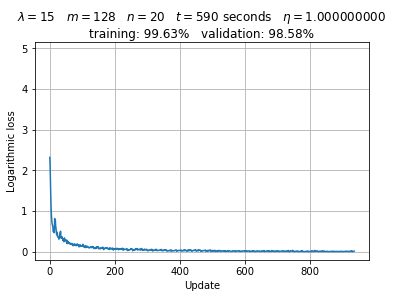 λ = 15 m = 128 n = 20 t = 590 seconds η = 1.000000000
training: 99.63% validation: 98.58%
5
4
3
2
1
0
Logarithmic loss
0 200 400 600 800
Update